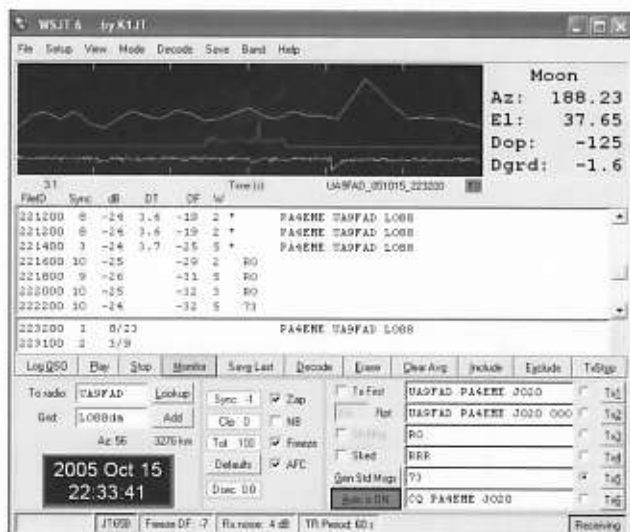 WSJT 6 by K1JT
File Setup View Mode Decode Save Band Help
Moon
Az: 188.23
El: 37.65
Dop: -125
Dgrd: -1.6
3.1 Time (s) UA9FAD_051015_223200
FileID Sync dB DT DF W
221200 8 -24 3.6 -19 2 * PA4EME UA9FAD LO88
221200 8 -24 3.6 -19 2 * PA4EME UA9FAD LO88
221400 3 -24 3.7 -25 5 * PA4EME UA9FAD LO88
221600 10 -25 -29 2 RO
221800 9 -26 -31 5 RO
222000 10 -25 -32 3 RO
222200 10 -24 -32 5 73
223200 1 8/23 PA4EME UA9FAD LO88
223100 2 1/9
Log QSO Play Stop Monitor Save Last Decode Erase Clear Avg Include Exclude TxStop
To radio: UA9FAD Lookup
Grid: LO88da Add
Az: 56 3276 km
2005 Oct 15
22:33:41
Sync -1 Zap
Clip 0 NB
Tol 100 Freeze
Defaults AFC
Dsec 0.0
Tx First
Rpt
Sked
Gen Std Msgs
Auto is ON
UA9FAD PA4EME JO20 Tx1
UA9FAD PA4EME JO20 OOO Tx2
RO Tx3
RRR Tx4
73 Tx5
CQ PA4EME JO20 Tx6
JT65B Freeze DF: -7 Rx noise: 4 dB TR Period: 60 s Receiving